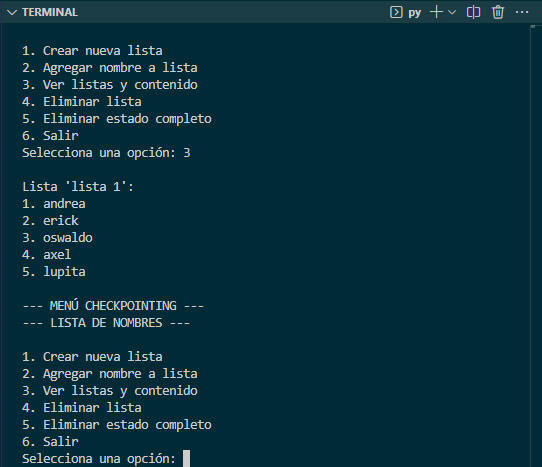 TERMINAL
py
1. Crear nueva lista
2. Agregar nombre a lista
3. Ver listas y contenido
4. Eliminar lista
5. Eliminar estado completo
6. Salir
Selecciona una opción: 3
Lista 'lista 1':
1. andrea
2. erick
3. oswaldo
4. axel
5. lupita
--- MENÚ CHECKPOINTING ---
--- LISTA DE NOMBRES ---
1. Crear nueva lista
2. Agregar nombre a lista
3. Ver listas y contenido
4. Eliminar lista
5. Eliminar estado completo
6. Salir
Selecciona una opción: